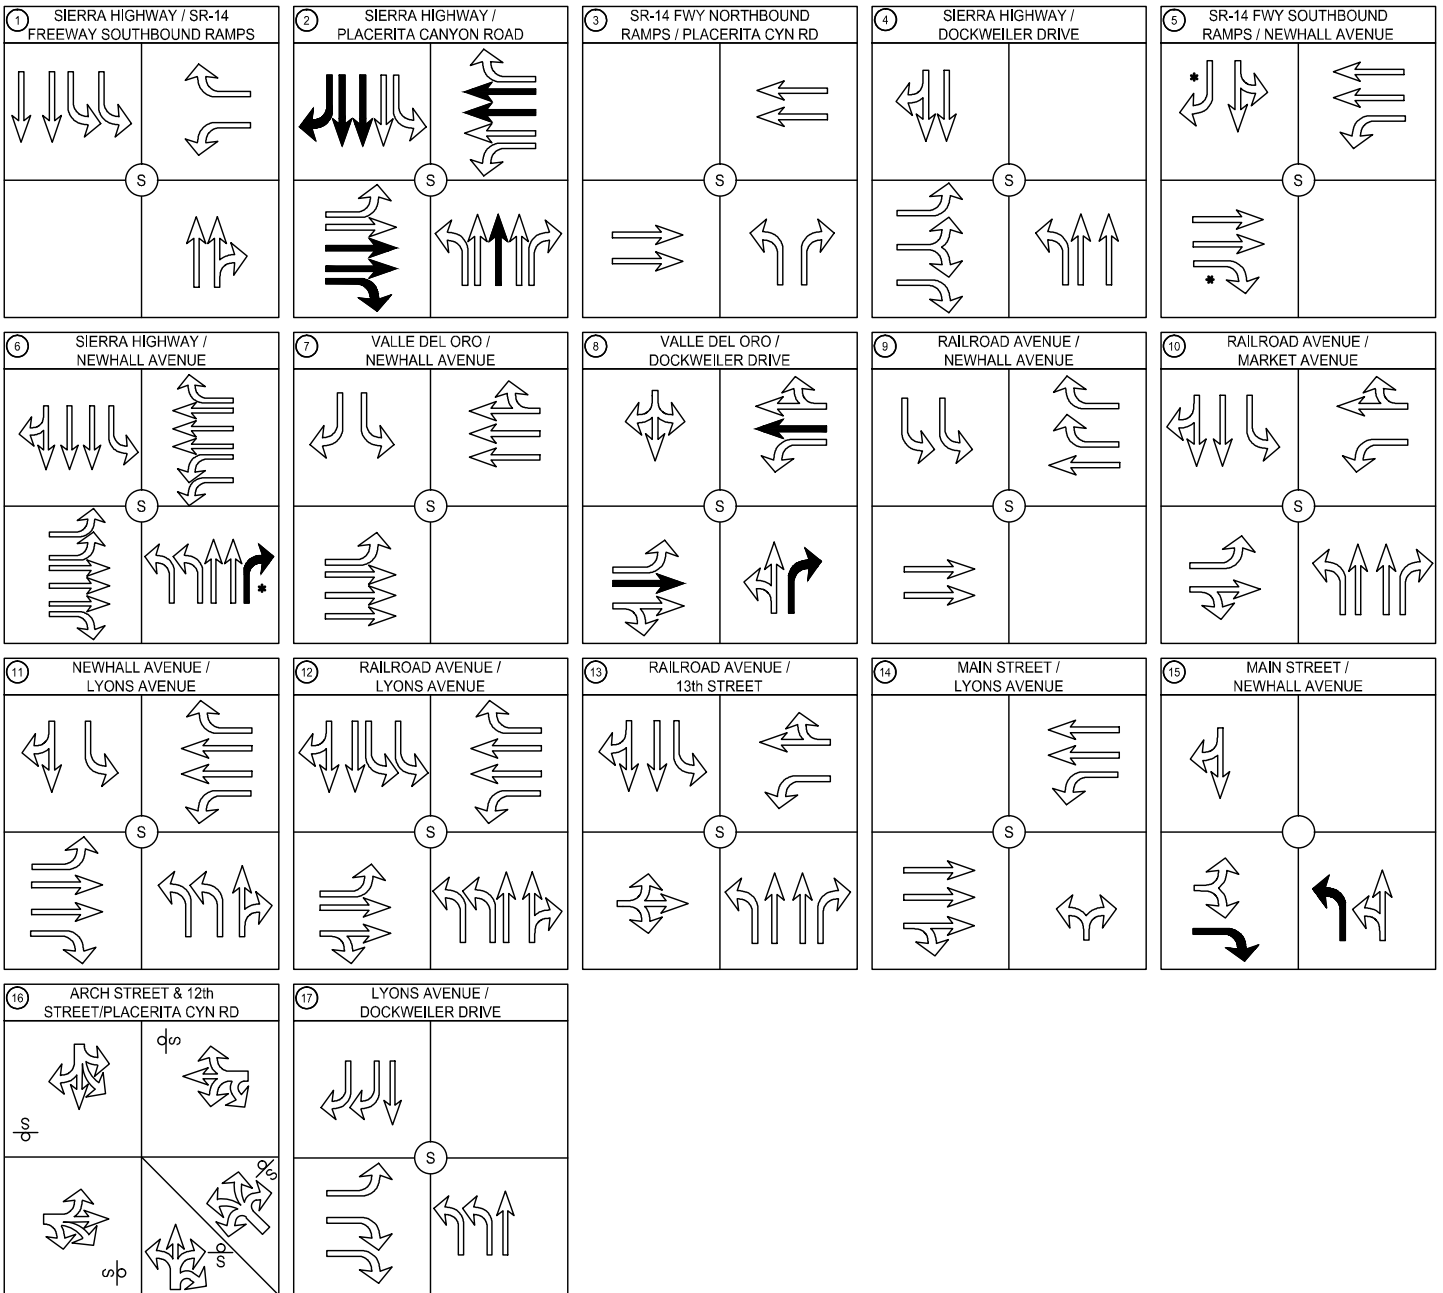 1
SIERRA HIGHWAY / SR-14
FREEWAY SOUTHBOUND RAMPS
S
2
SIERRA HIGHWAY /
PLACERITA CANYON ROAD
S
3
SR-14 FWY NORTHBOUND
RAMPS / PLACERITA CYN RD
S
4
SIERRA HIGHWAY /
DOCKWEILER DRIVE
S
5
SR-14 FWY SOUTHBOUND
RAMPS / NEWHALL AVENUE
*
S
*
6
SIERRA HIGHWAY /
NEWHALL AVENUE
S
*
7
VALLE DEL ORO /
NEWHALL AVENUE
S
8
VALLE DEL ORO /
DOCKWEILER DRIVE
S
9
RAILROAD AVENUE /
NEWHALL AVENUE
S
10
RAILROAD AVENUE /
MARKET AVENUE
S
11
NEWHALL AVENUE /
LYONS AVENUE
S
12
RAILROAD AVENUE /
LYONS AVENUE
S
13
RAILROAD AVENUE /
13th STREET
S
14
MAIN STREET /
LYONS AVENUE
S
15
MAIN STREET /
NEWHALL AVENUE
16
ARCH STREET & 12th
STREET/PLACERITA CYN RD
S
S
S
S
S
17
LYONS AVENUE /
DOCKWEILER DRIVE
S